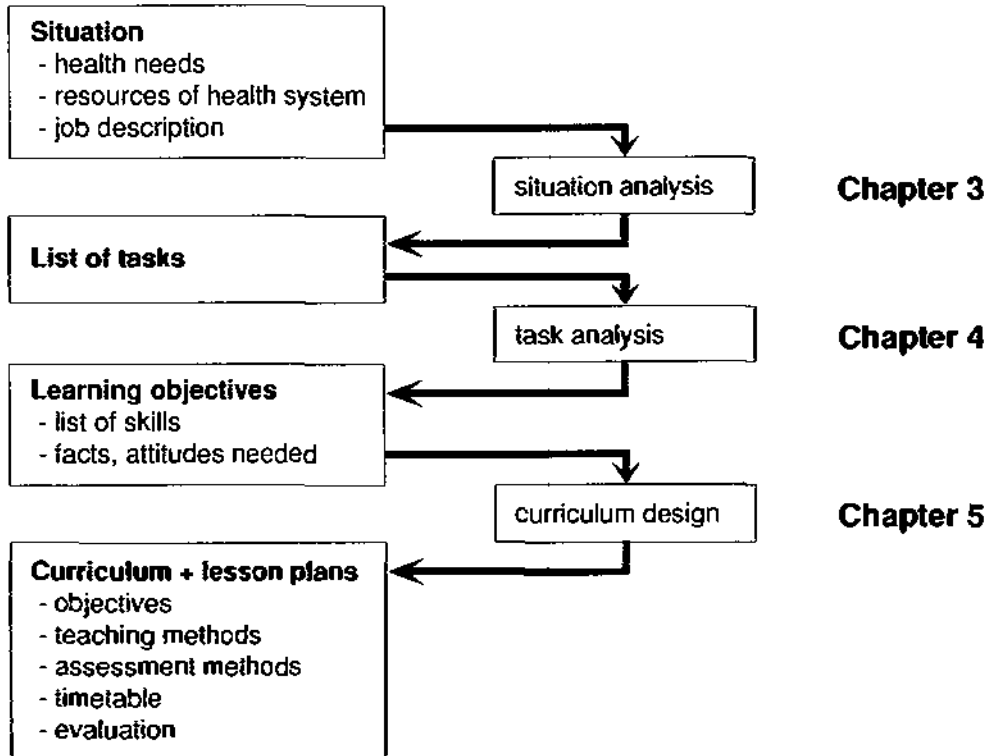 Situation
- health needs
- resources of health system
- job description
situation analysis
Chapter 3
List of tasks
task analysis
Chapter 4
Learning objectives
- list of skills
- facts, attitudes needed
curriculum design
Chapter 5
Curriculum + lesson plans
- objectives
- teaching methods
- assessment methods
- timetable
- evaluation